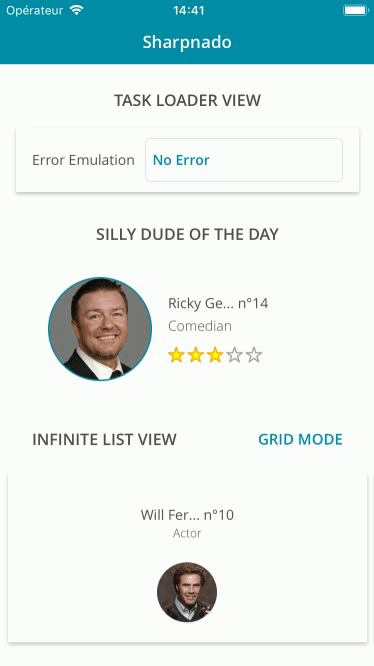 Opérateur 14:41
Sharpnado
TASK LOADER VIEW
Error Emulation No Error
SILLY DUDE OF THE DAY
Ricky Ge... n°14
Comedian
INFINITE LIST VIEW GRID MODE
Will Fer... n°10
Actor